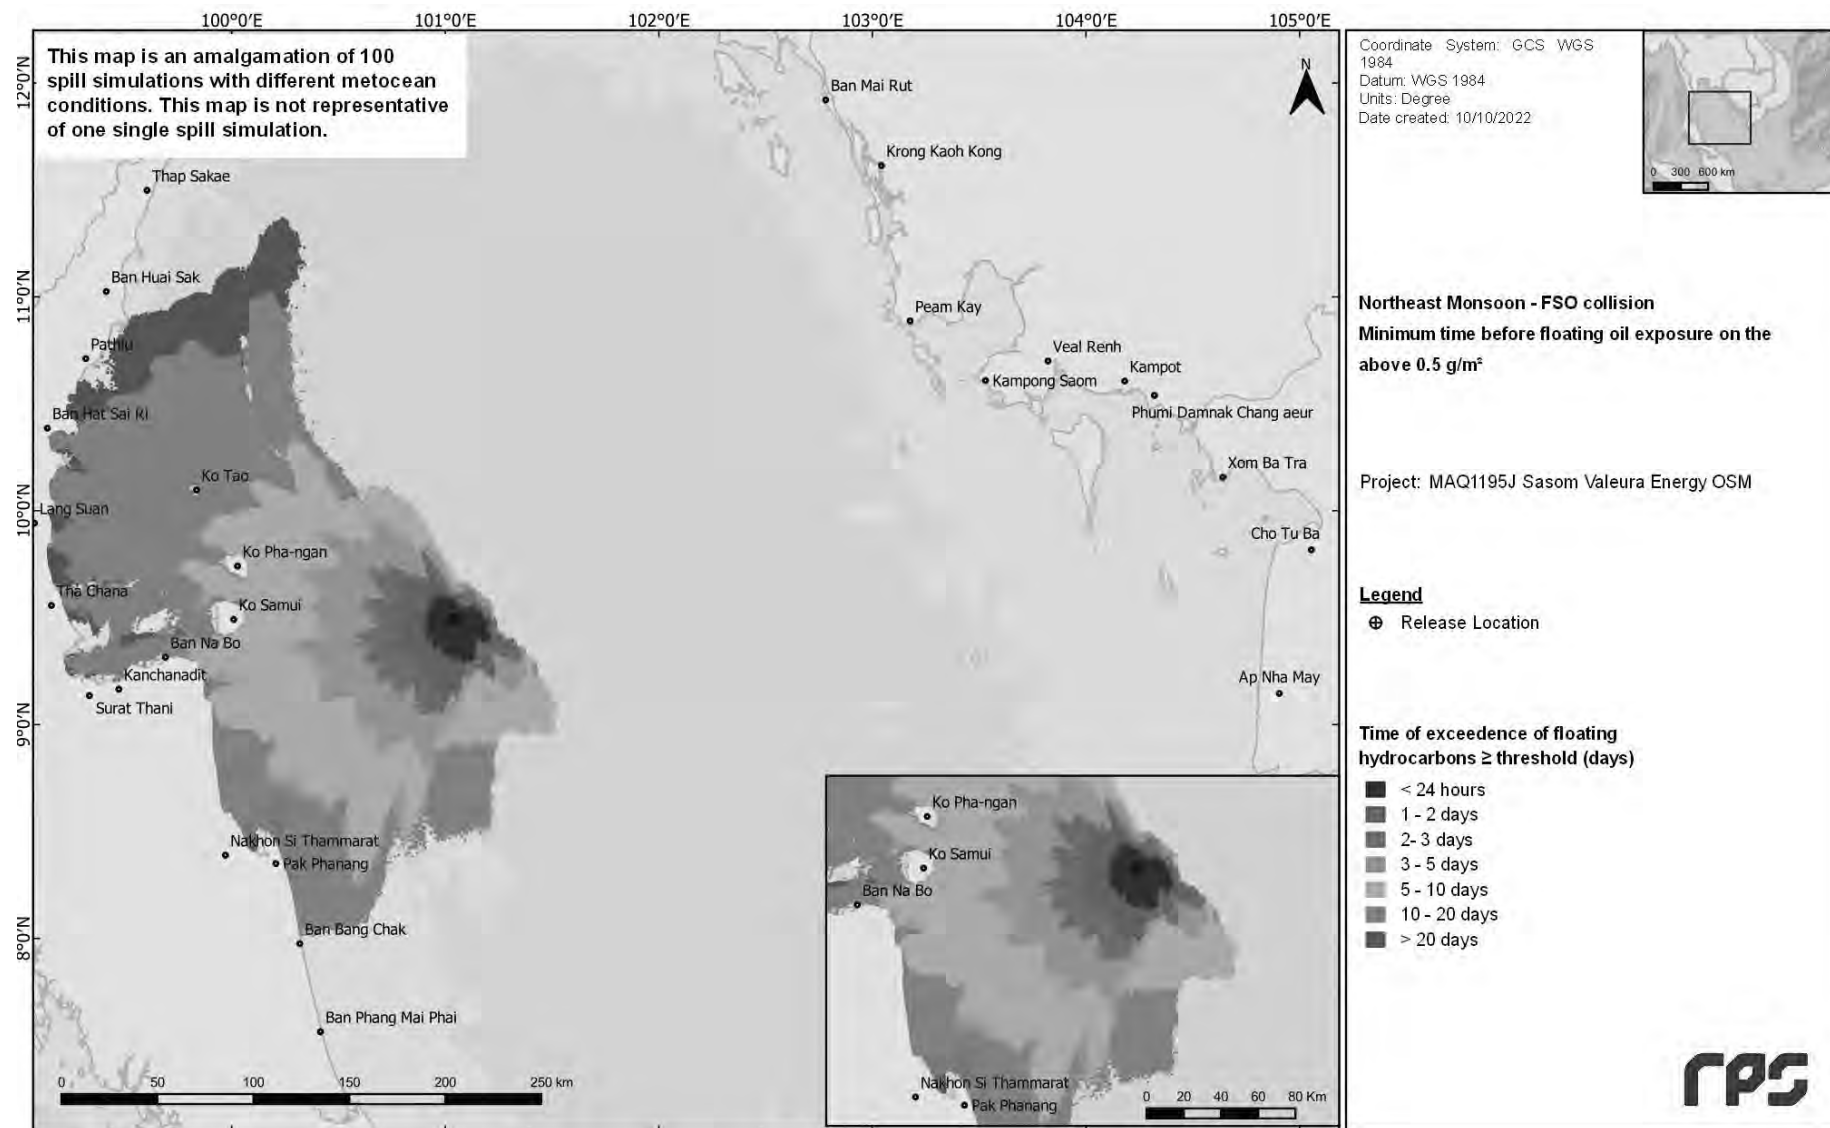 100°0'E 101°0'E 102°0'E 103°0'E 104°0'E 105°0'E
This map is an amalgamation of 100
spill simulations with different metocean
conditions. This map is not representative
of one single spill simulation.
12°0'N
11°0'N
10°0'N
9°0'N
8°0'N
N
Ban Mai Rut
Krong Kaoh Kong
Thap Sakae
Ban Huai Sak
Peam Kay
Pathiu
Veal Renh
Kampot
Kampong Saom
Phumi Damnak Chang aeur
Ban Hat Sai Ri
Xom Ba Tra
Ko Tao
Lang Suan
Cho Tu Ba
Ko Pha-ngan
Tha Chana
Ko Samui
Ban Na Bo
Kanchanadit
Surat Thani
Ap Nha May
Nakhon Si Thammarat
Pak Phanang
Ban Bang Chak
Ban Phang Mai Phai
0 50 100 150 200 250 km
Ko Pha-ngan
Ko Samui
Ban Na Bo
Nakhon Si Thammarat
Pak Phanang
0 20 40 60 80 Km
Coordinate System: GCS WGS
1984
Datum: WGS 1984
Units: Degree
Date created: 10/10/2022
0 300 600 km
Northeast Monsoon - FSO collision
Minimum time before floating oil exposure on the
above 0.5 g/m²
Project: MAQ1195J Sasom Valeura Energy OSM
Legend
Release Location
Time of exceedence of floating
hydrocarbons ≥ threshold (days)
< 24 hours
1 - 2 days
2- 3 days
3 - 5 days
5 - 10 days
10 - 20 days
> 20 days
rps